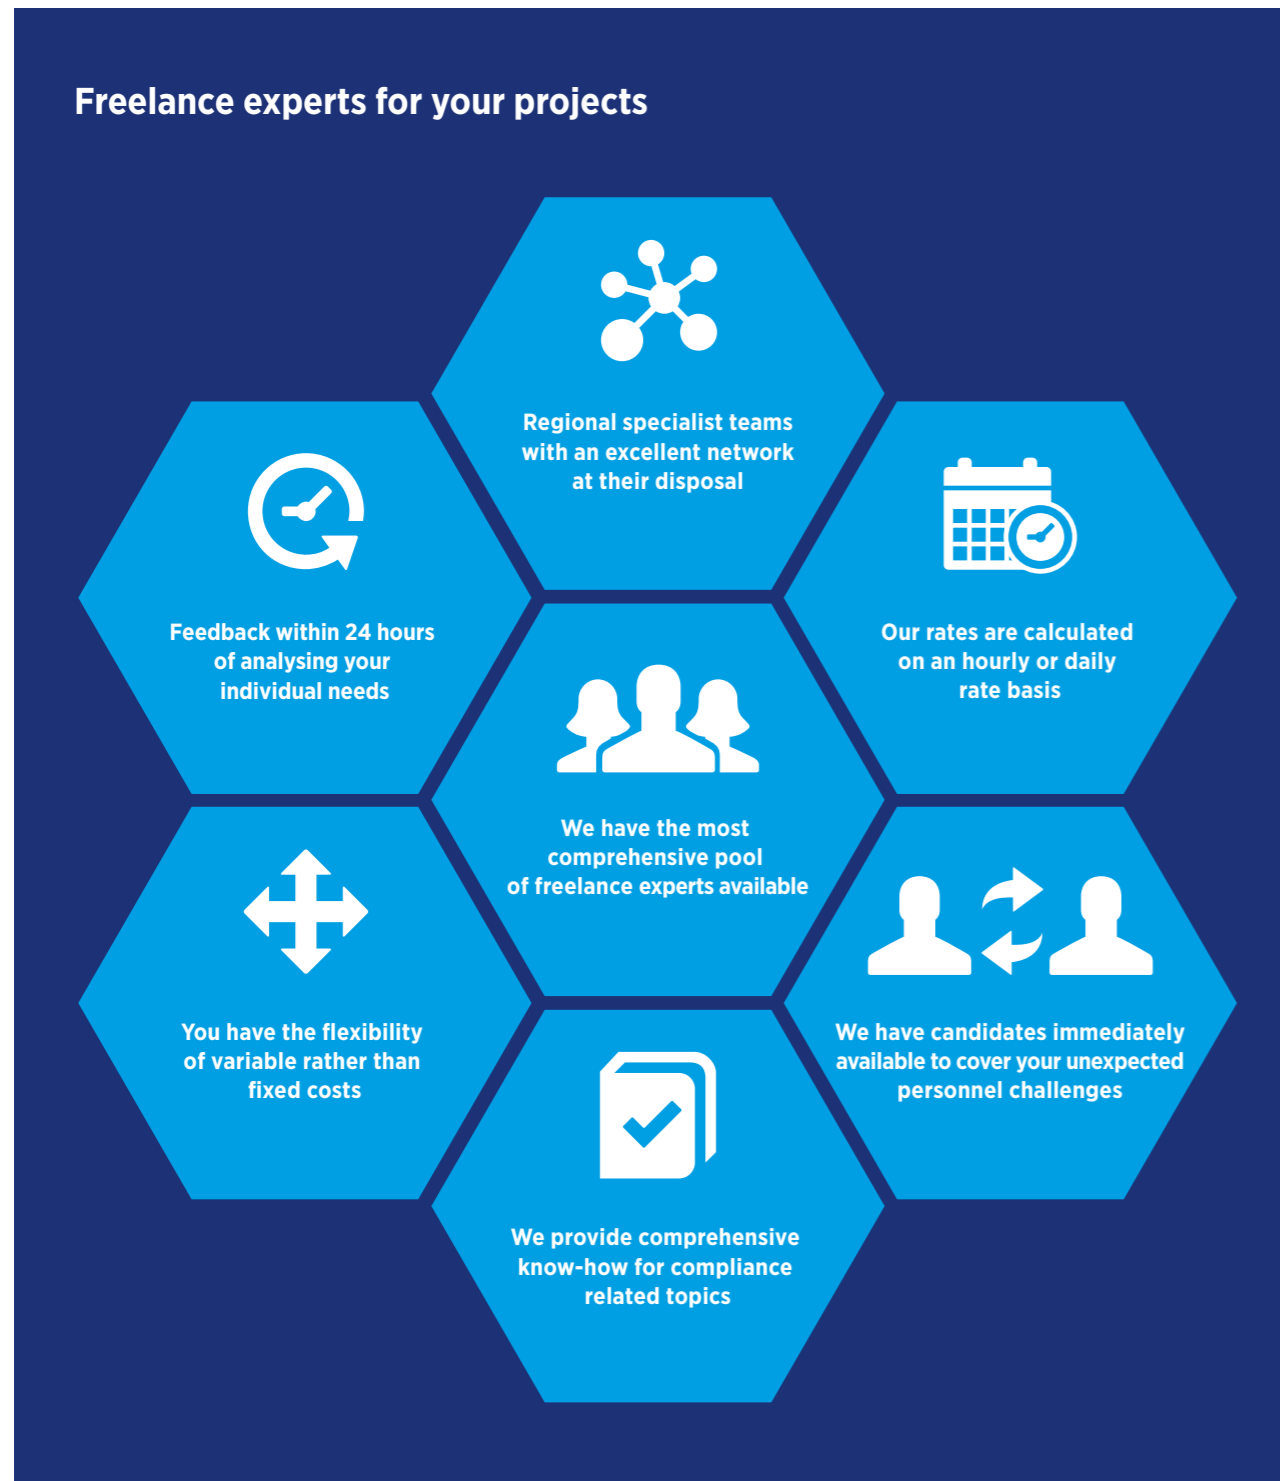 Freelance experts for your projects
Regional specialist teams
with an excellent network
at their disposal
Feedback within 24 hours
of analysing your
individual needs
Our rates are calculated
on an hourly or daily
rate basis
We have the most
comprehensive pool
of freelance experts available
You have the flexibility
of variable rather than
fixed costs
We have candidates immediately
available to cover your unexpected
personnel challenges
We provide comprehensive
know-how for compliance
related topics